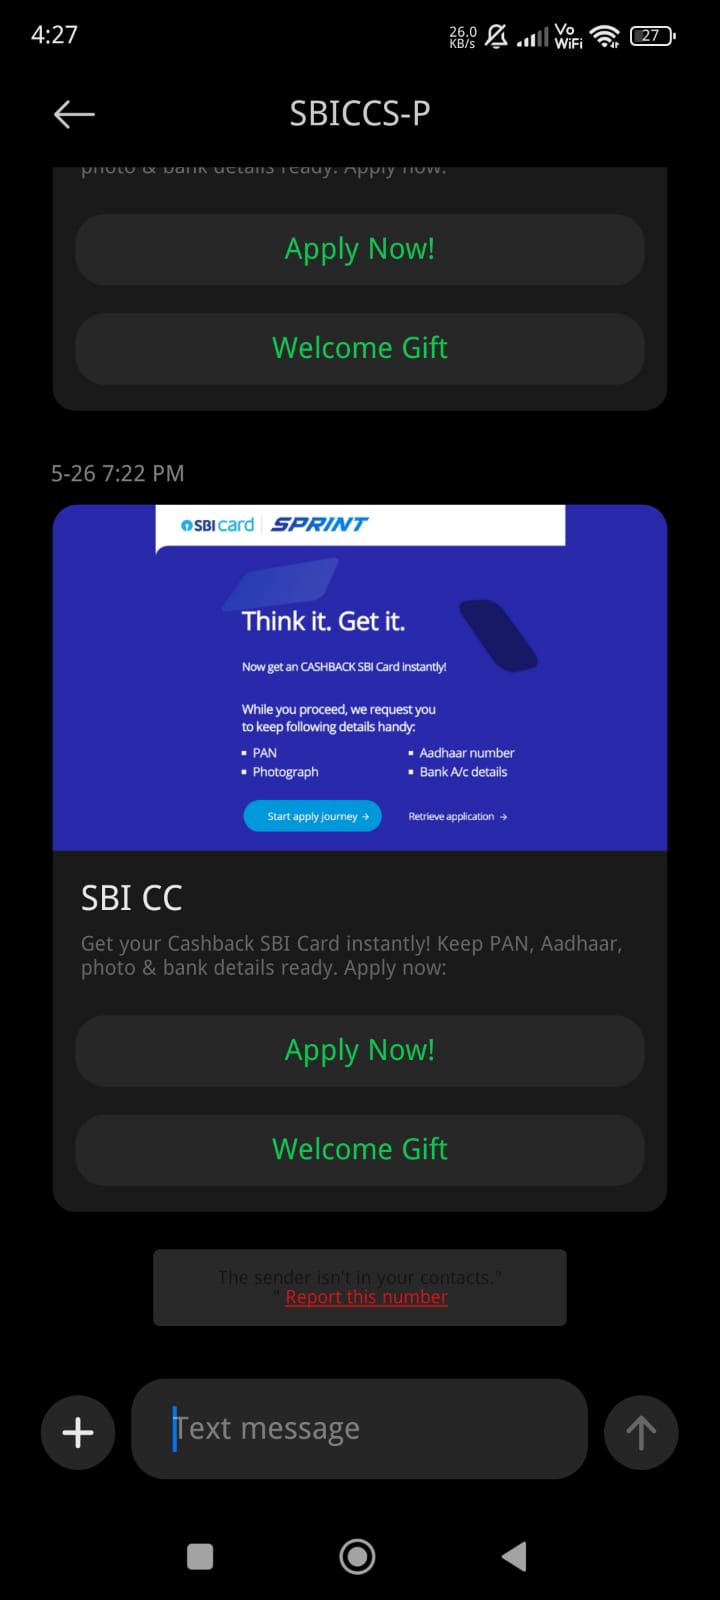 4:27
26.0
KB/s
Vo
WiFi
27
SBICCS-P
photo & bank details ready. Apply now:
Apply Now!
Welcome Gift
5-26 7:22 PM
SBI card SPRINT
Think it. Get it.
Now get an CASHBACK SBI Card instantly!
While you proceed, we request you
to keep following details handy:
▪ PAN ▪ Aadhaar number
▪ Photograph ▪ Bank A/c details
Start apply journey → Retrieve application →
SBI CC
Get your Cashback SBI Card instantly! Keep PAN, Aadhaar,
photo & bank details ready. Apply now:
Apply Now!
Welcome Gift
The sender isn't in your contacts."
" Report this number
Text message